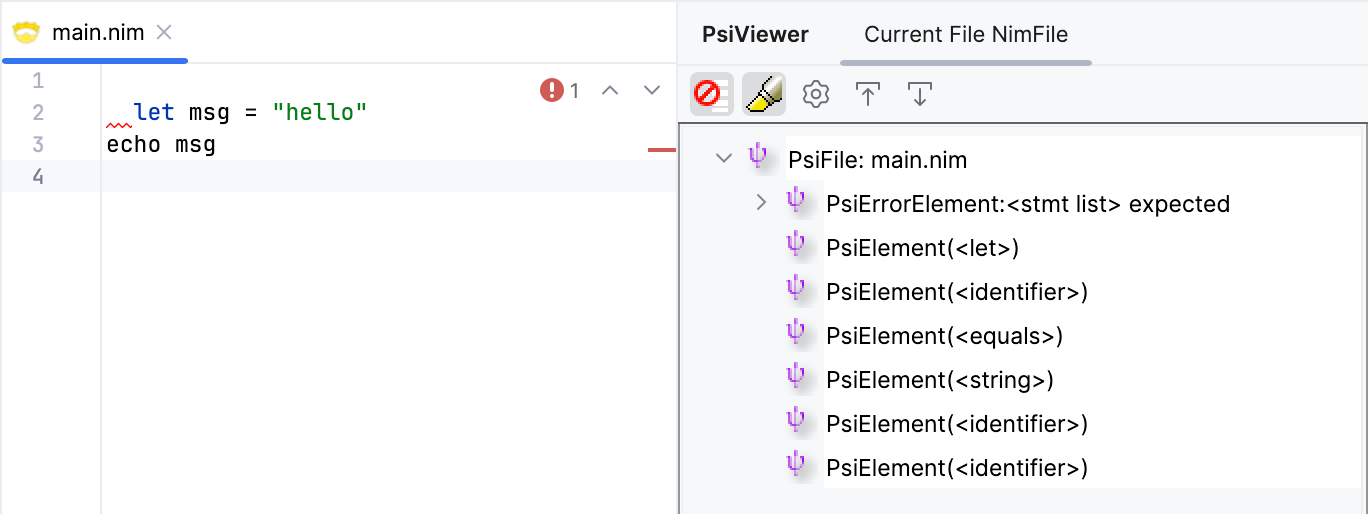 main.nim
1
1
2 let msg = "hello"
3 echo msg
4
PsiViewer Current File NimFile
PsiFile: main.nim
PsiErrorElement:<stmt list> expected
PsiElement(<let>)
PsiElement(<identifier>)
PsiElement(<equals>)
PsiElement(<string>)
PsiElement(<identifier>)
PsiElement(<identifier>)